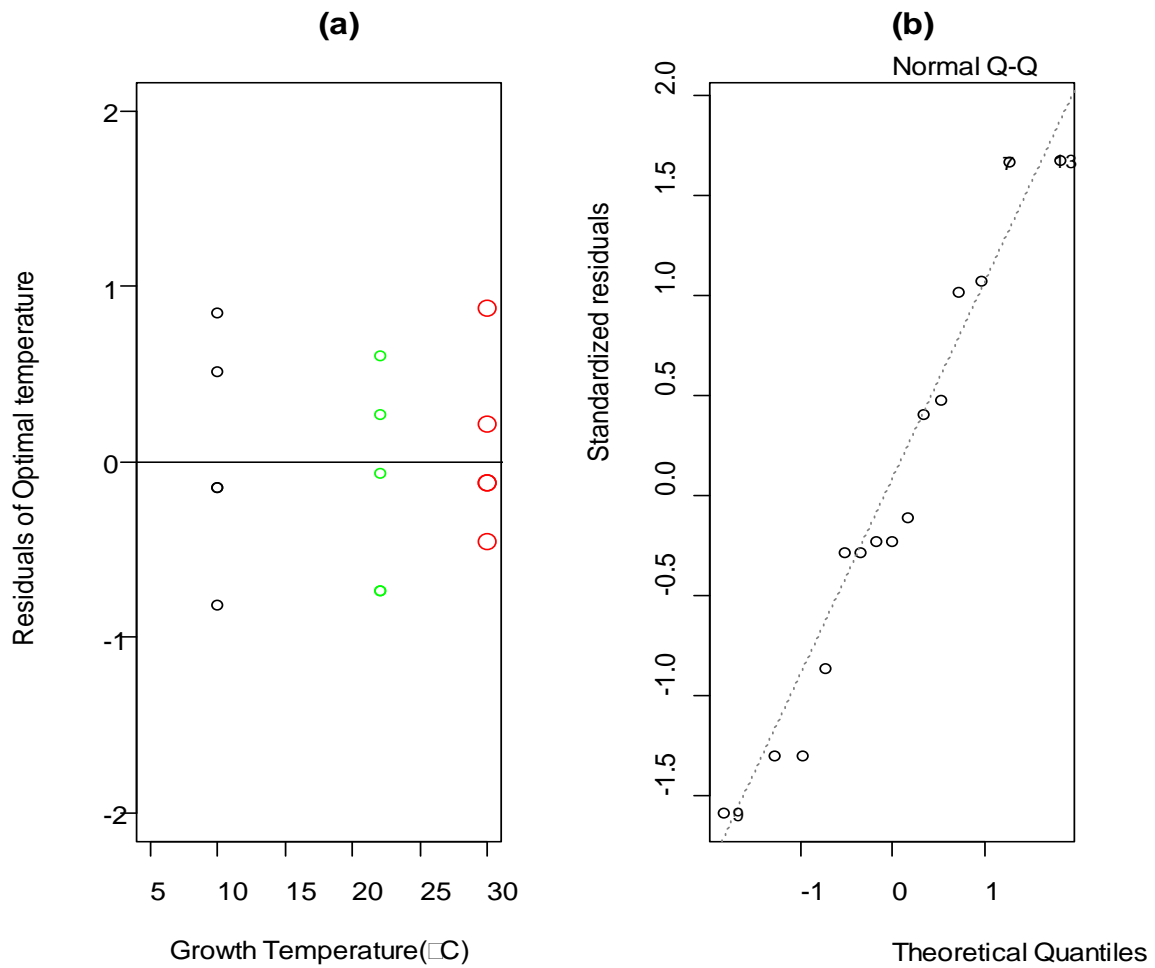 (a)
Residuals of Optimal temperature
2
1
0
-1
-2
5 10 15 20 25 30
Growth Temperature(□C)
(b)
Normal Q-Q
Standardized residuals
2.0
1.5
1.0
0.5
0.0
-0.5
-1.0
-1.5
7
13
9
-1 0 1
Theoretical Quantiles